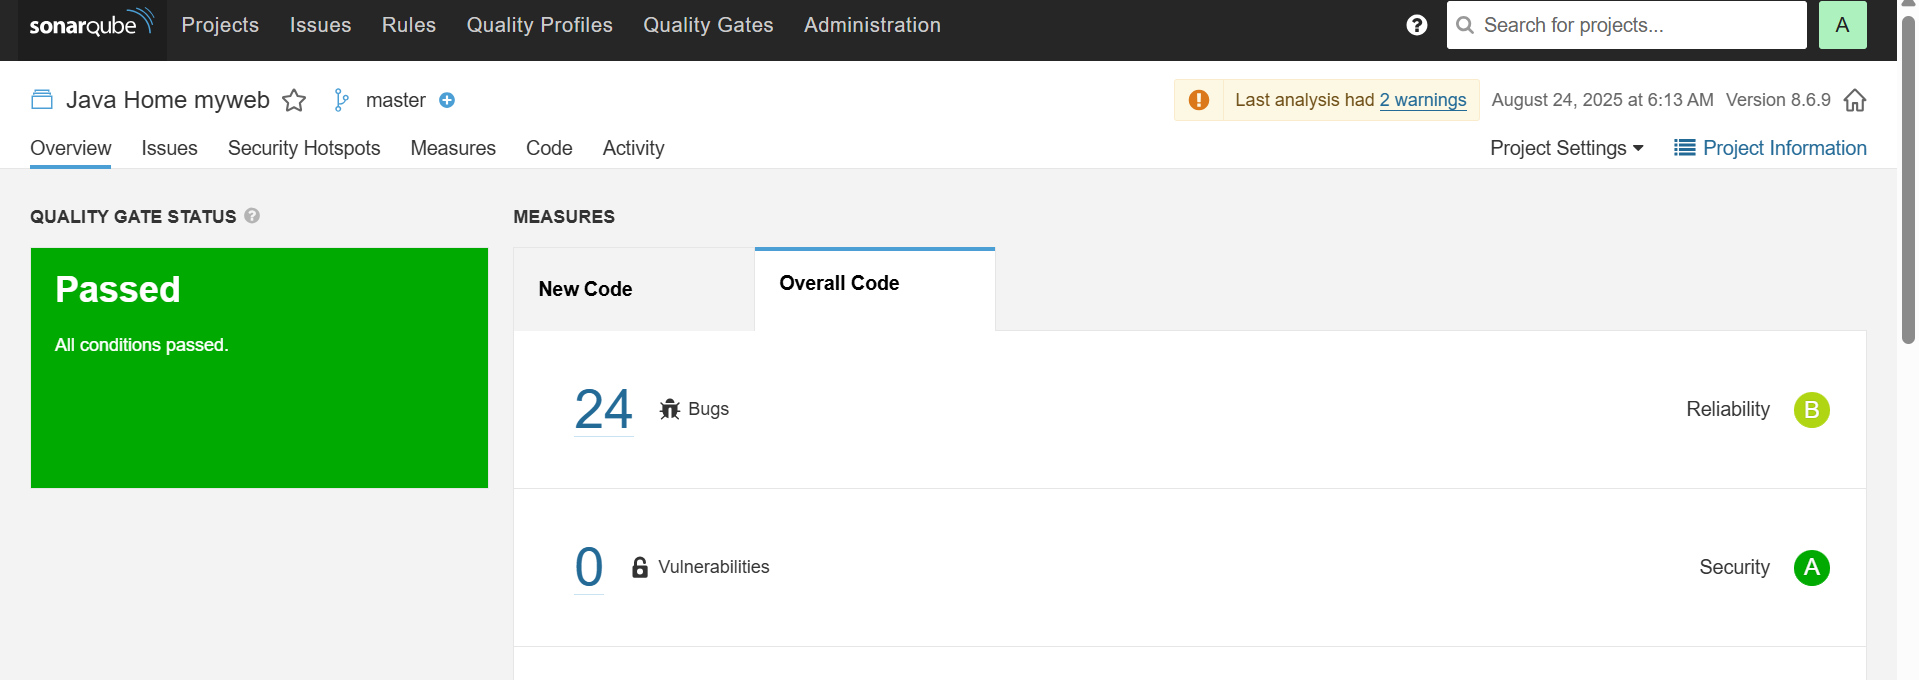 sonarqube Projects Issues Rules Quality Profiles Quality Gates Administration ? Search for projects... A
Java Home myweb master Last analysis had 2 warnings August 24, 2025 at 6:13 AM Version 8.6.9
Overview Issues Security Hotspots Measures Code Activity Project Settings Project Information
QUALITY GATE STATUS ? MEASURES
Passed
All conditions passed.
New Code Overall Code
24 Bugs Reliability B
0 Vulnerabilities Security A